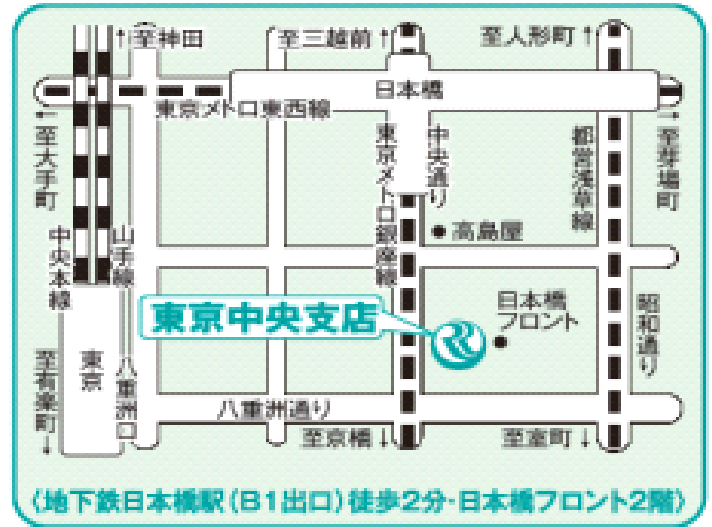 ↑至神田
至三越前↑
至人形町↑
日本橋
東京メトロ東西線
←至大手町
→至茅場町
東京メトロ銀座線
中央通り
都営浅草線
高島屋
中央本線
山手線
日本橋
フロント
昭和通り
東京中央支店
至有楽町↓
東京
八重洲口
八重洲通り
至京橋↓
至室町↓
〈地下鉄日本橋駅(B1出口)徒歩2分・日本橋フロント2階〉